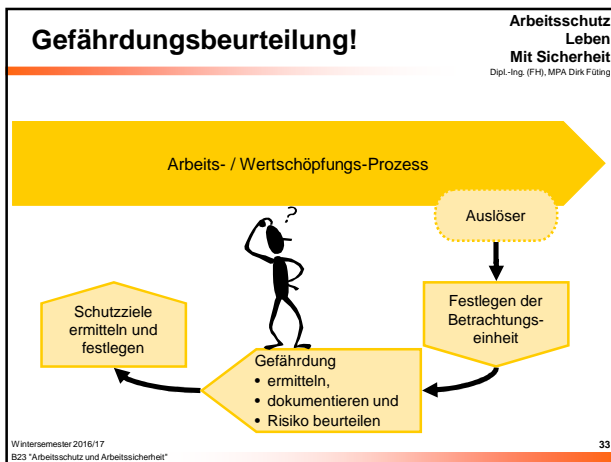 Gefährdungsbeurteilung!
Arbeitsschutz
Leben
Mit Sicherheit
Dipl.-Ing. (FH), MPA Dirk Füting
Arbeits- / Wertschöpfungs-Prozess
Auslöser
?
Festlegen der
Betrachtungs-
einheit
Schutzziele
ermitteln und
festlegen
Gefährdung
• ermitteln,
• dokumentieren und
• Risiko beurteilen
Wintersemester 2016/17
B23 "Arbeitsschutz und Arbeitssicherheit"
33